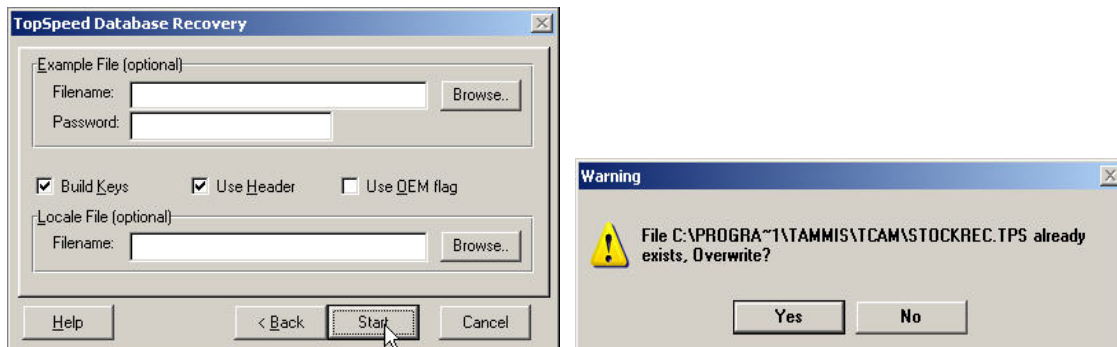 TopSpeed Database Recovery
Example File (optional)
Filename:
Browse..
Password:
Build Keys
Use Header
Use OEM flag
Locale File (optional)
Filename:
Browse..
Help
< Back
Start
Cancel
Warning
File C:\PROGRA~1\TAMMIS\TCAM\STOCKREC.TPS already
exists, Overwrite?
Yes
No